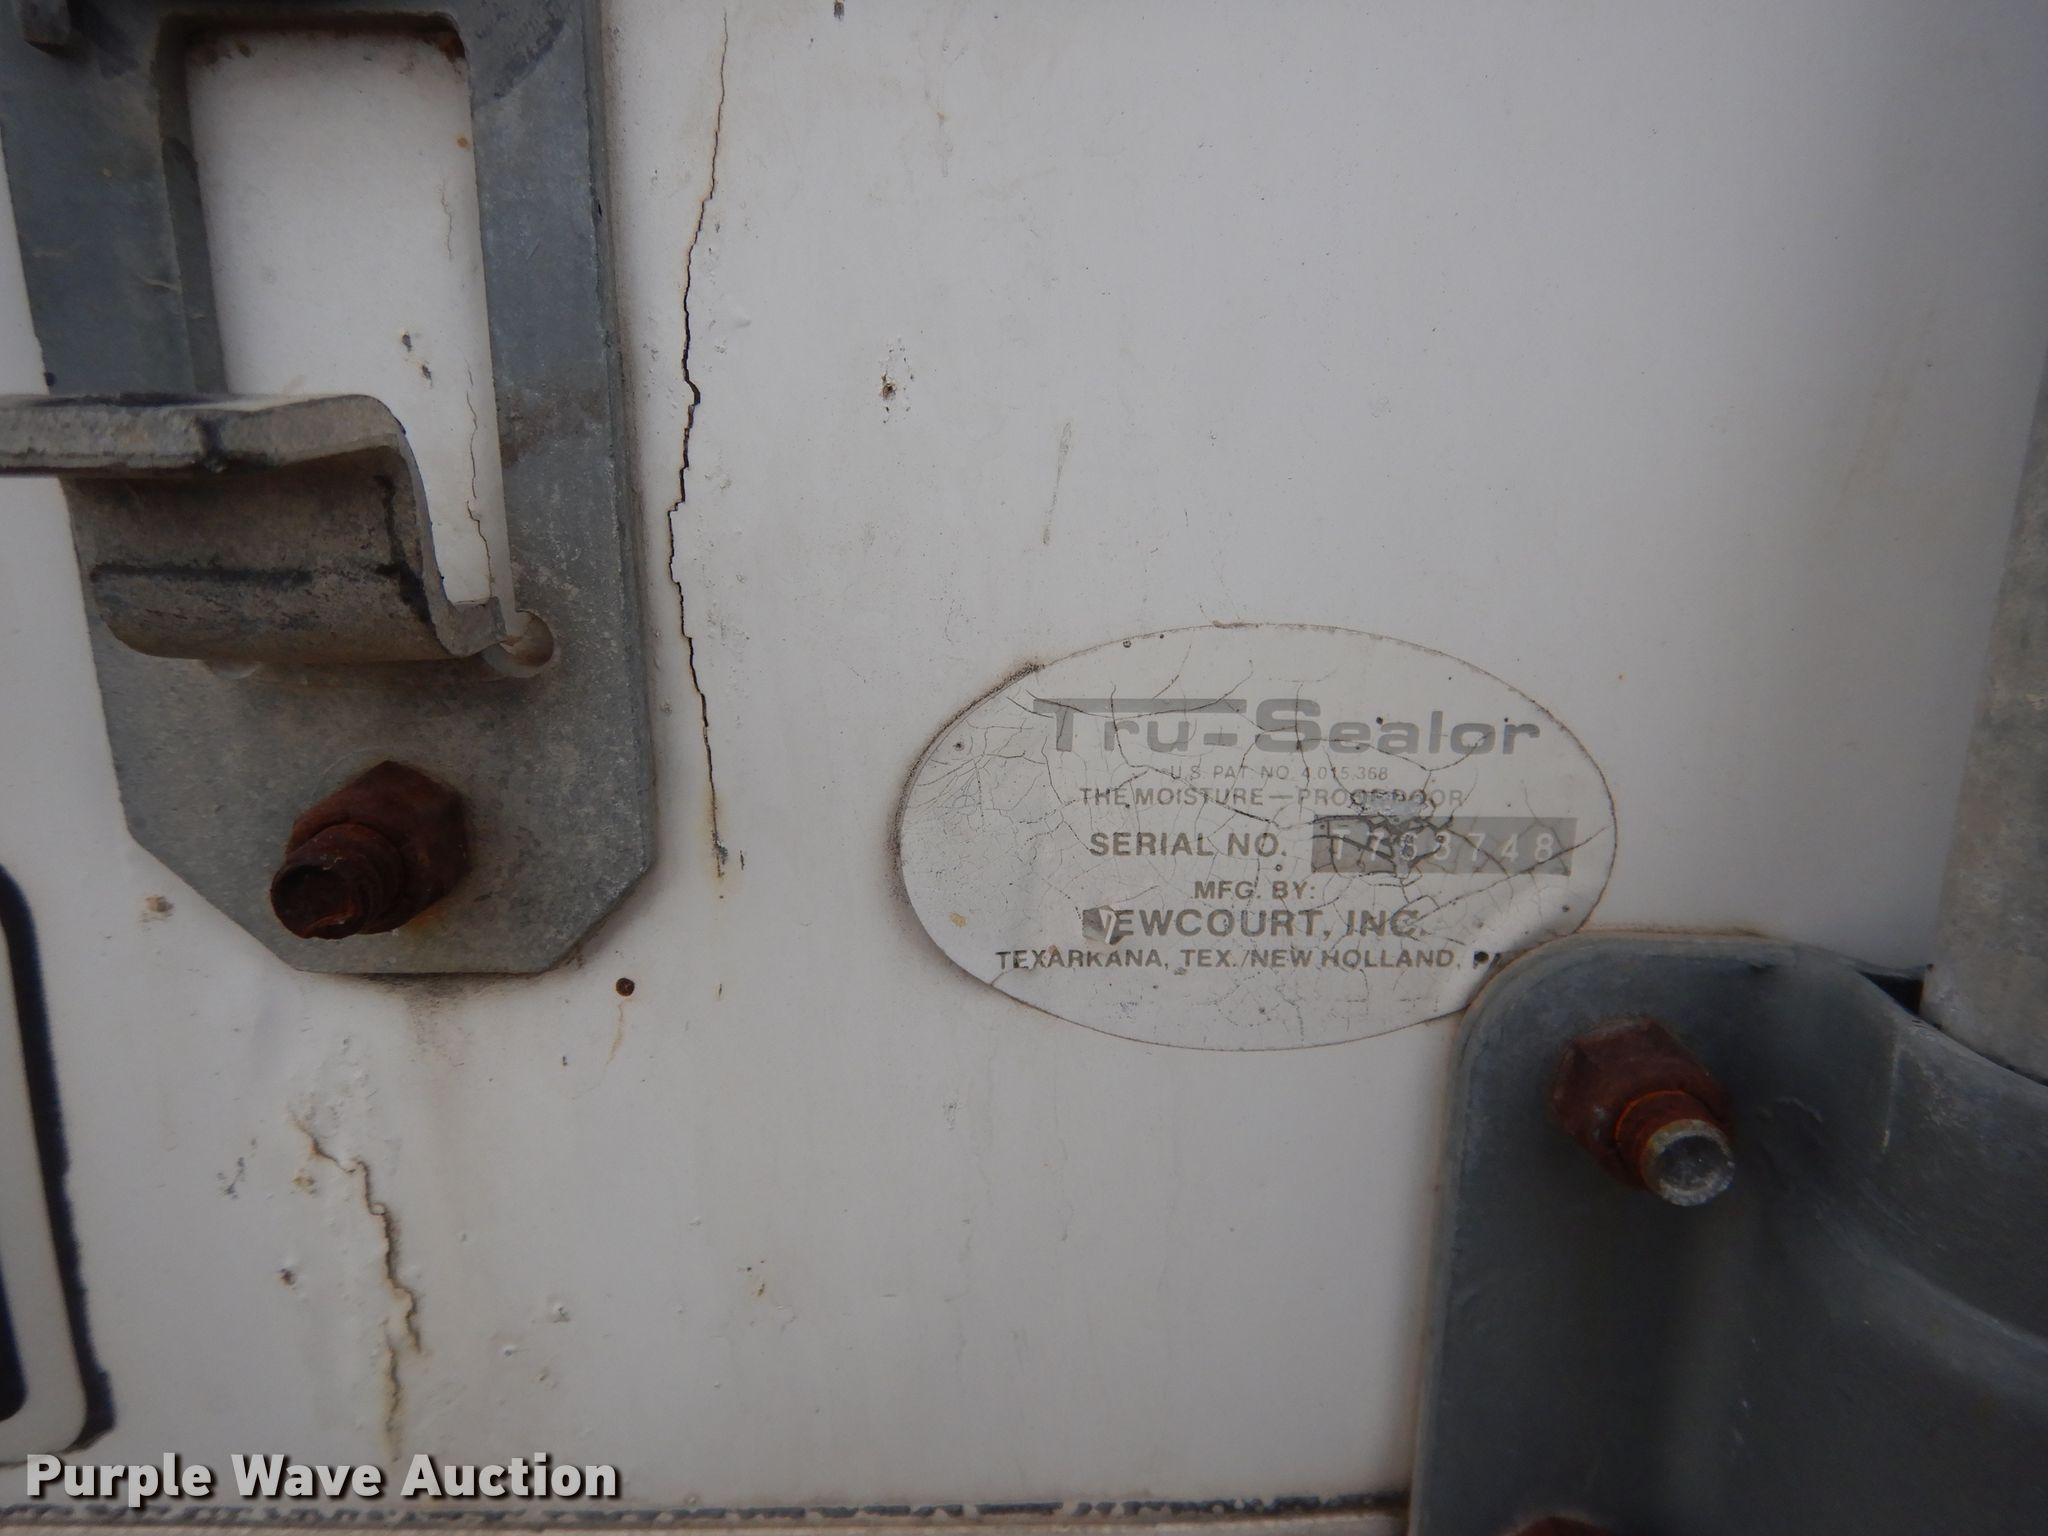 Tru-Sealor
U.S. PAT. NO. 4,015,368
THE MOISTURE—PROOF DOOR
SERIAL NO.
MFG. BY:
NEWCOURT, INC.
TEXARKANA, TEX./NEW HOLLAND,
Purple Wave Auction